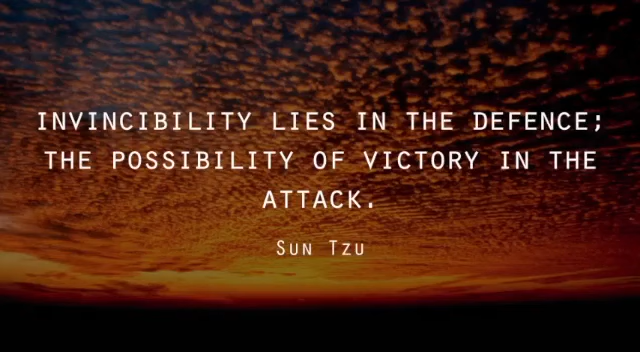 INVINCIBILITY LIES IN THE DEFENCE;
THE POSSIBILITY OF VICTORY IN THE
ATTACK.
Sun Tzu